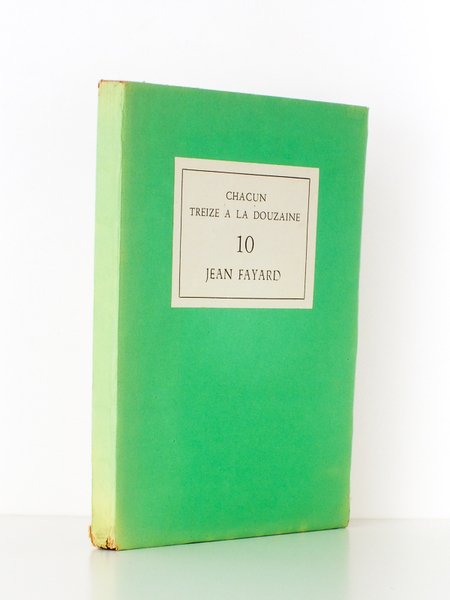 CHACUN
TREIZE A LA DOUZAINE
10
JEAN FAYARD